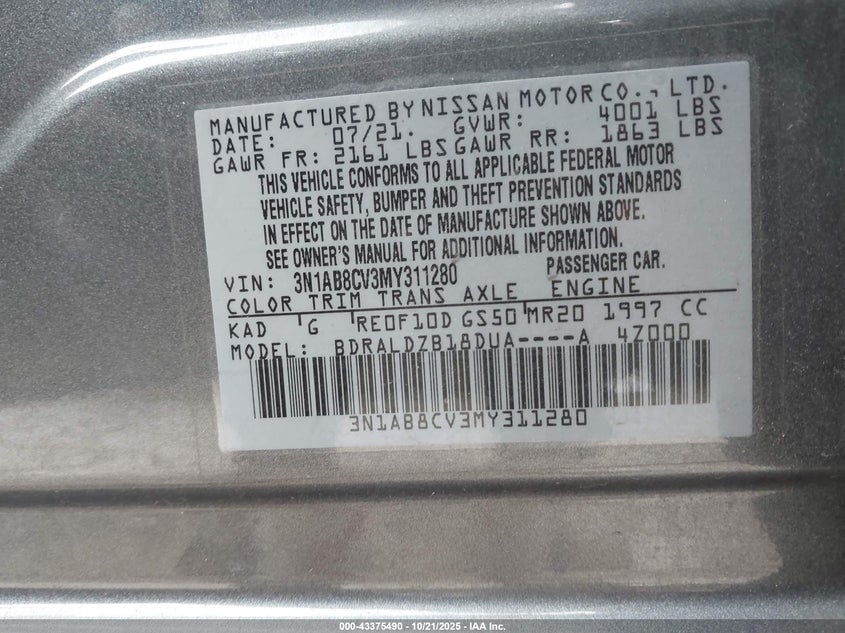 MANUFACTURED BY NISSAN MOTOR CO., LTD.
DATE: 07/21. GVWR: 4001 LBS
GAWR FR: 2161 LBS GAWR RR: 1863 LBS
THIS VEHICLE CONFORMS TO ALL APPLICABLE FEDERAL MOTOR
VEHICLE SAFETY, BUMPER AND THEFT PREVENTION STANDARDS
IN EFFECT ON THE DATE OF MANUFACTURE SHOWN ABOVE.
SEE OWNER'S MANUAL FOR ADDITIONAL INFORMATION.
VIN: 3N1AB8CV3MY311280 PASSENGER CAR.
COLOR TRIM TRANS AXLE ENGINE
KAD G RE0F10D GS50 MR20 1997 CC
MODEL: BDRALDZB18DUA----A 4Z000
3N1AB8CV3MY311280
000-43375490 - 10/21/2025 - IAA Inc.